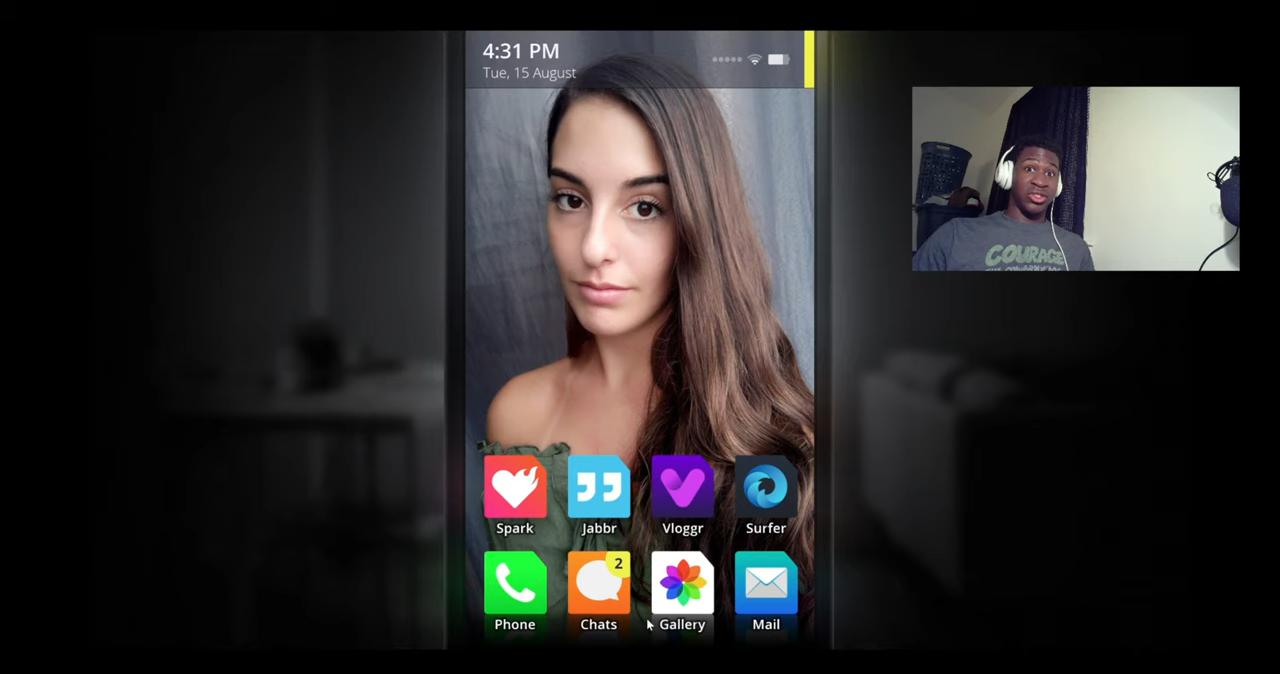 4:31 PM
Tue, 15 August
COURAGE
Spark
Jabbr
Vloggr
Surfer
2
Phone
Chats
Gallery
Mail